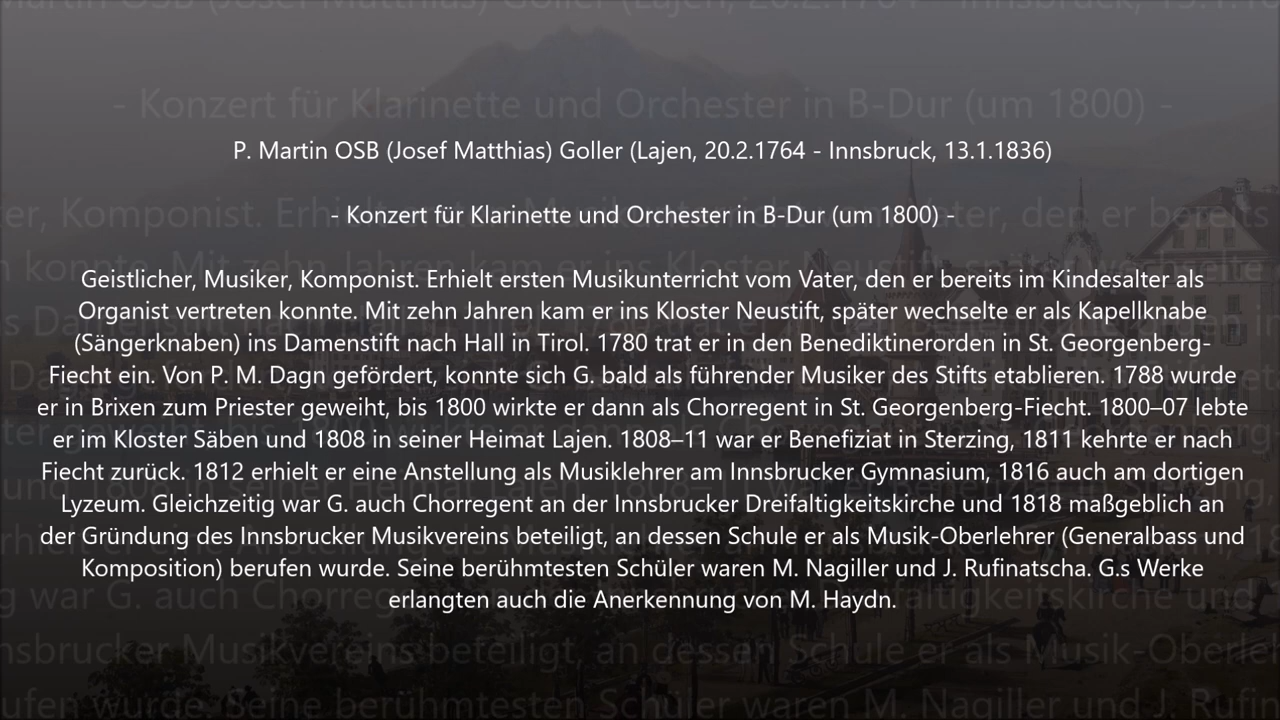 P. Martin OSB (Josef Matthias) Goller (Lajen, 20.2.1764 - Innsbruck, 13.1.1836)
- Konzert für Klarinette und Orchester in B-Dur (um 1800) -
Geistlicher, Musiker, Komponist. Erhielt ersten Musikunterricht vom Vater, den er bereits im Kindesalter als
Organist vertreten konnte. Mit zehn Jahren kam er ins Kloster Neustift, später wechselte er als Kapellknabe
(Sängerknaben) ins Damenstift nach Hall in Tirol. 1780 trat er in den Benediktinerorden in St. Georgenberg-
Fiecht ein. Von P. M. Dagn gefördert, konnte sich G. bald als führender Musiker des Stifts etablieren. 1788 wurde
er in Brixen zum Priester geweiht, bis 1800 wirkte er dann als Chorregent in St. Georgenberg-Fiecht. 1800–07 lebte
er im Kloster Säben und 1808 in seiner Heimat Lajen. 1808–11 war er Benefiziat in Sterzing, 1811 kehrte er nach
Fiecht zurück. 1812 erhielt er eine Anstellung als Musiklehrer am Innsbrucker Gymnasium, 1816 auch am dortigen
Lyzeum. Gleichzeitig war G. auch Chorregent an der Innsbrucker Dreifaltigkeitskirche und 1818 maßgeblich an
der Gründung des Innsbrucker Musikvereins beteiligt, an dessen Schule er als Musik-Oberlehrer (Generalbass und
Komposition) berufen wurde. Seine berühmtesten Schüler waren M. Nagiller und J. Rufinatscha. G.s Werke
erlangten auch die Anerkennung von M. Haydn.